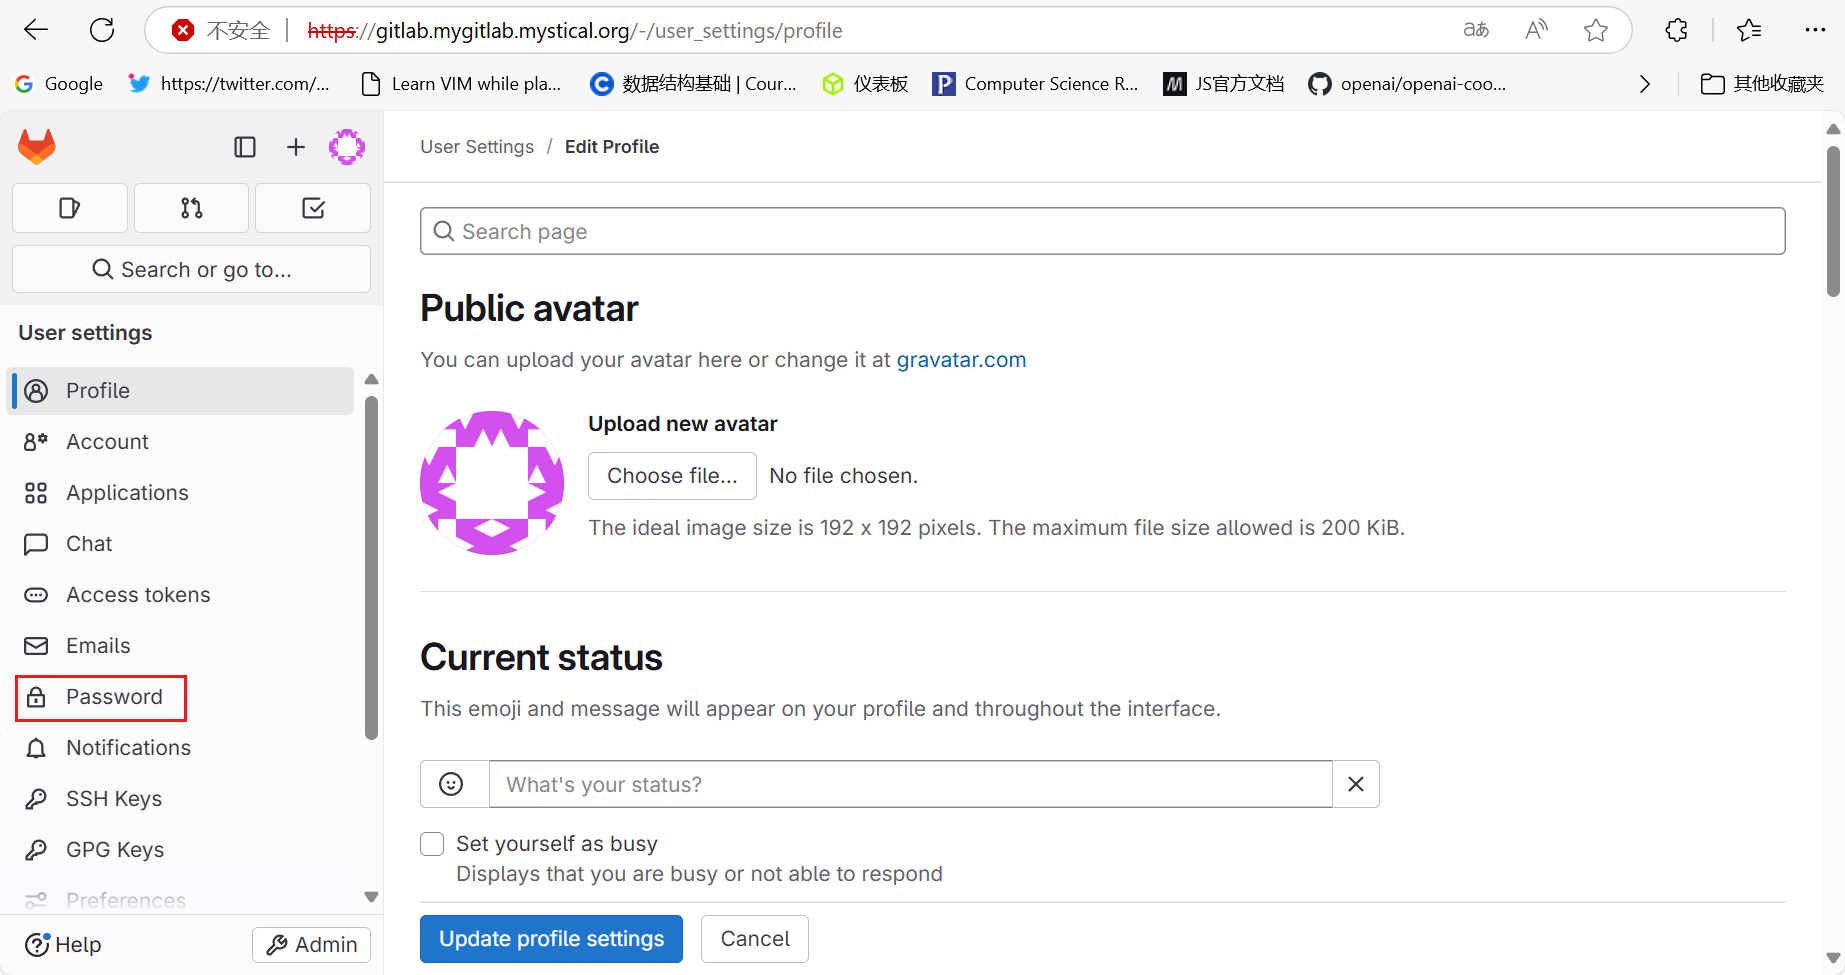 不安全 https://gitlab.mygitlab.mystical.org/-/user_settings/profile
Google https://twitter.com/... Learn VIM while pla... 数据结构基础 | Cour... 仪表板 Computer Science R... JS官方文档 openai/openai-coo... 其他收藏夹
User Settings / Edit Profile
Search or go to...
User settings
Profile
Account
Applications
Chat
Access tokens
Emails
Password
Notifications
SSH Keys
GPG Keys
Preferences
Help
Admin
Search page
Public avatar
You can upload your avatar here or change it at gravatar.com
Upload new avatar
Choose file... No file chosen.
The ideal image size is 192 x 192 pixels. The maximum file size allowed is 200 KiB.
Current status
This emoji and message will appear on your profile and throughout the interface.
What's your status?
Set yourself as busy
Displays that you are busy or not able to respond
Update profile settings Cancel